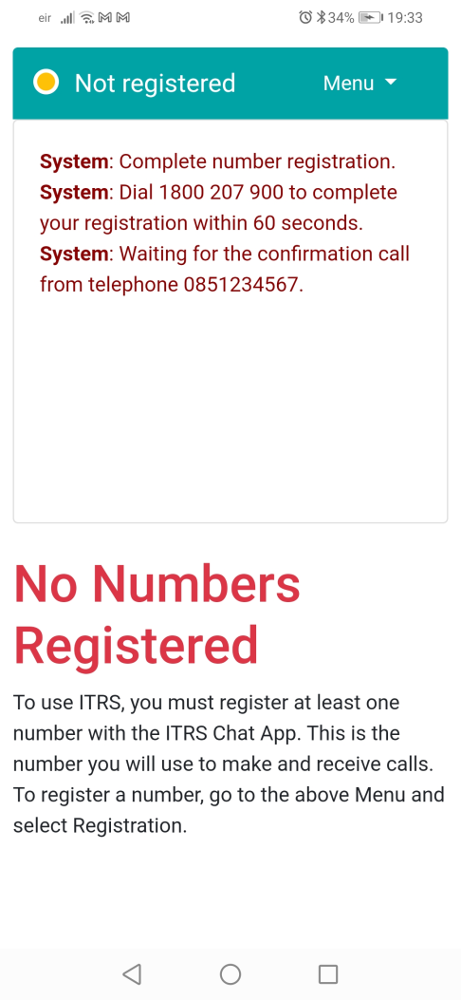 eir 34% 19:33
Not registered Menu
System: Complete number registration.
System: Dial 1800 207 900 to complete
your registration within 60 seconds.
System: Waiting for the confirmation call
from telephone 0851234567.
No Numbers
Registered
To use ITRS, you must register at least one
number with the ITRS Chat App. This is the
number you will use to make and receive calls.
To register a number, go to the above Menu and
select Registration.